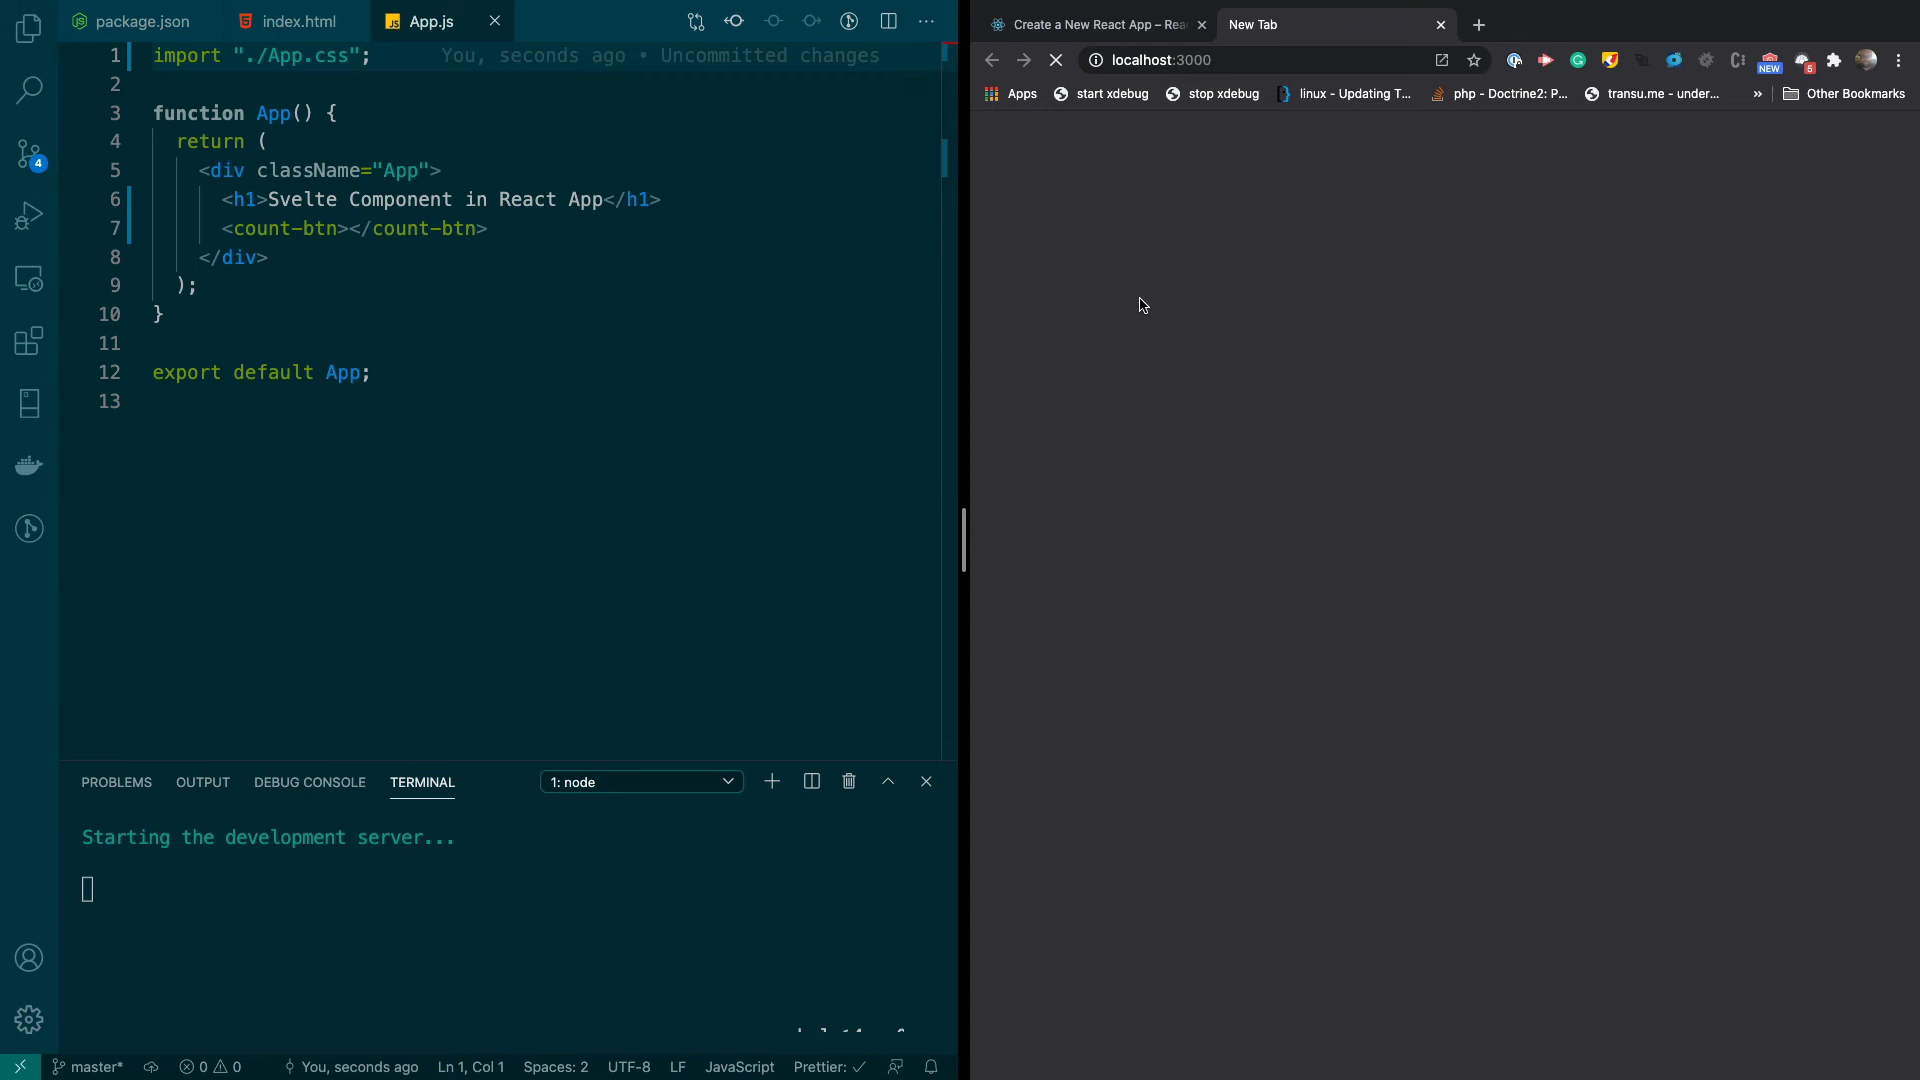 package.json
index.html
JS App.js
1 import "./App.css"; You, seconds ago • Uncommitted changes
2
3 function App() {
4 return (
5 <div className="App">
6 <h1>Svelte Component in React App</h1>
7 <count-btn></count-btn>
8 </div>
9 );
10 }
11
12 export default App;
13
4
PROBLEMS OUTPUT DEBUG CONSOLE TERMINAL 1: node
Starting the development server...
master* 0 0 You, seconds ago Ln 1, Col 1 Spaces: 2 UTF-8 LF JavaScript Prettier: ✓
Create a New React App – Rea
New Tab
localhost:3000
NEW
5
Apps start xdebug stop xdebug linux - Updating T... php - Doctrine2: P... transu.me - under... » Other Bookmarks